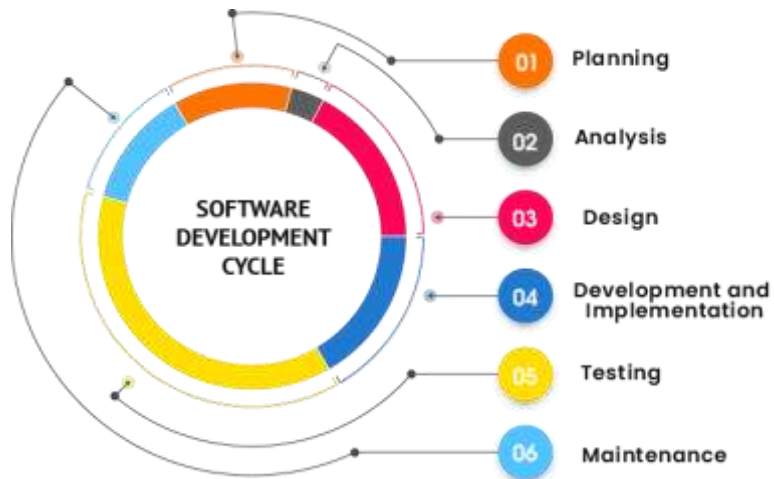 SOFTWARE
DEVELOPMENT
CYCLE
01 Planning
02 Analysis
03 Design
04 Development and
Implementation
05 Testing
06 Maintenance